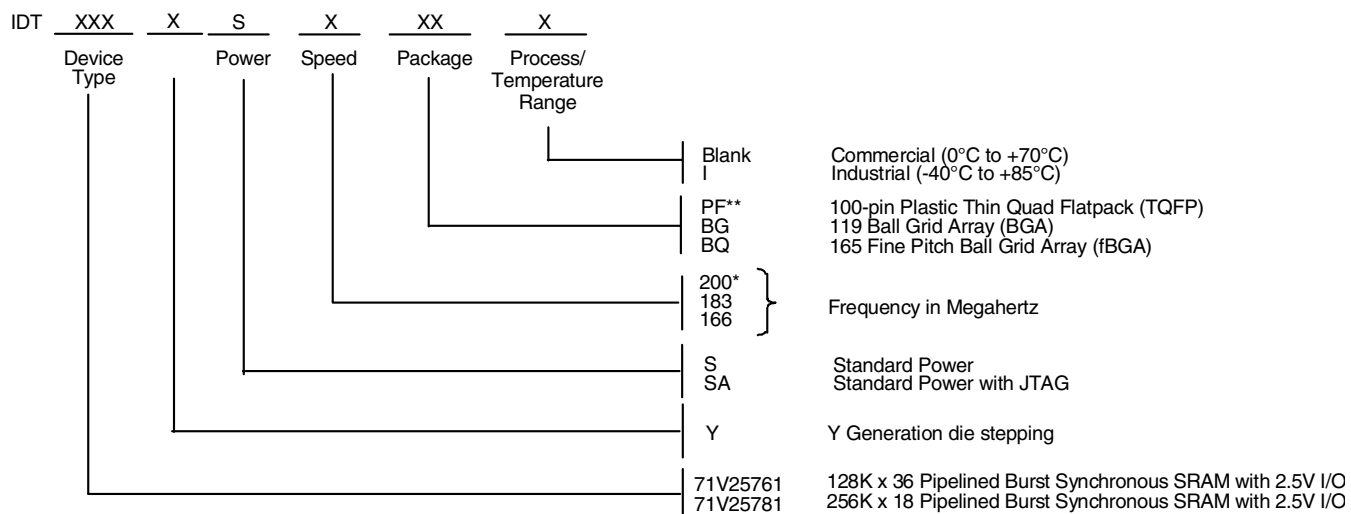 IDT XXX X S X XX X
Device Type Power Speed Package Process/ Temperature Range
Blank Commercial (0°C to +70°C)
I Industrial (-40°C to +85°C)
PF** 100-pin Plastic Thin Quad Flatpack (TQFP)
BG 119 Ball Grid Array (BGA)
BQ 165 Fine Pitch Ball Grid Array (fBGA)
200*
183 Frequency in Megahertz
166
S Standard Power
SA Standard Power with JTAG
Y Y Generation die stepping
71V25761 128K x 36 Pipelined Burst Synchronous SRAM with 2.5V I/O
71V25781 256K x 18 Pipelined Burst Synchronous SRAM with 2.5V I/O